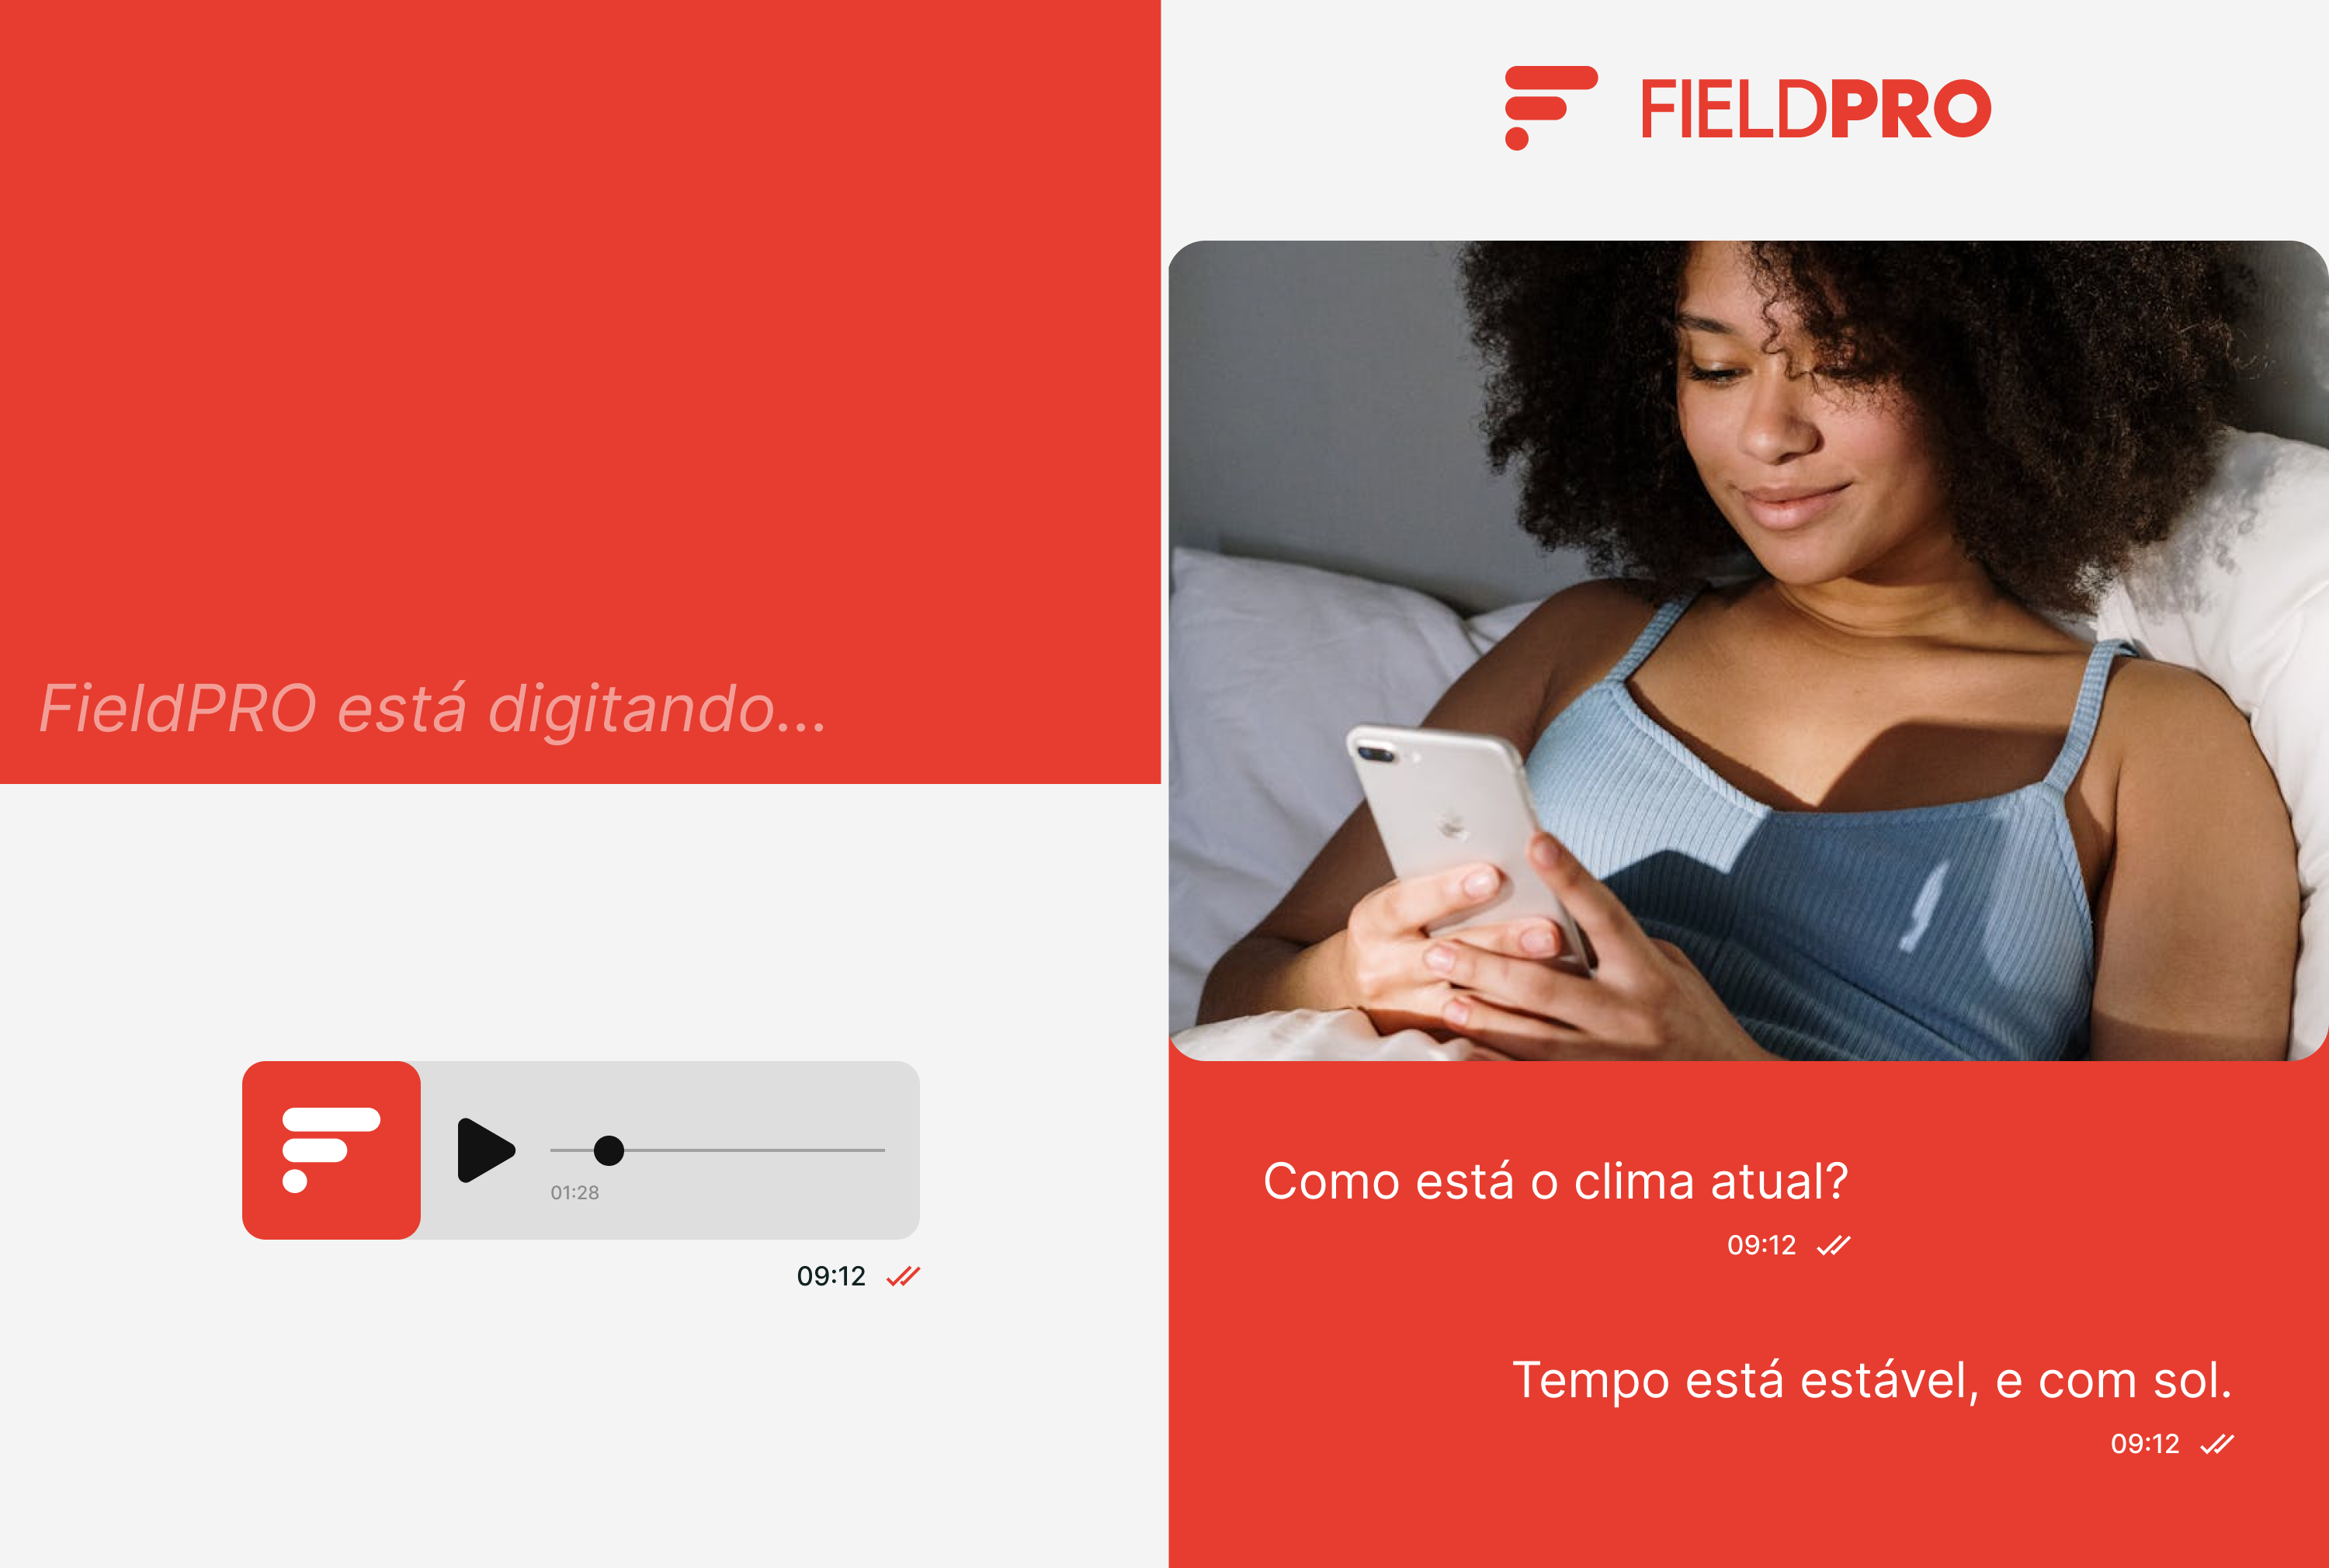 FIELDPRO
FieldPRO está digitando...
01:28
09:12
Como está o clima atual?
09:12
Tempo está estável, e com sol.
09:12